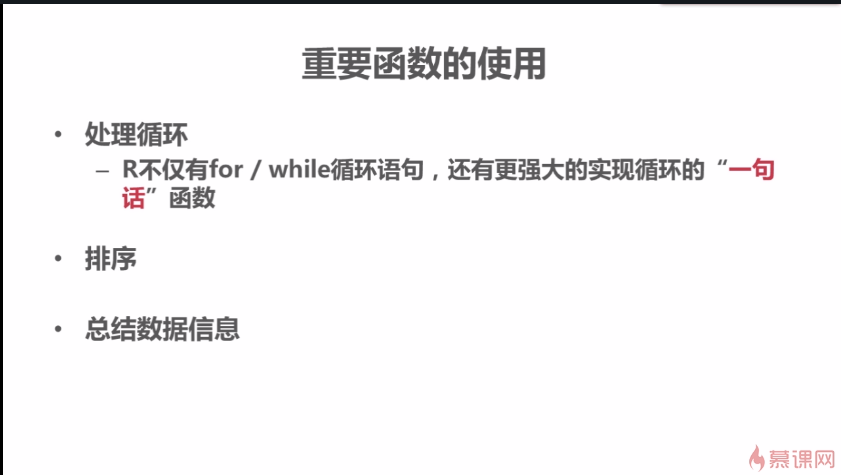 重要函数的使用
• 处理循环
– R不仅有for / while循环语句，还有更强大的实现循环的“一句
话”函数
• 排序
• 总结数据信息
慕课网